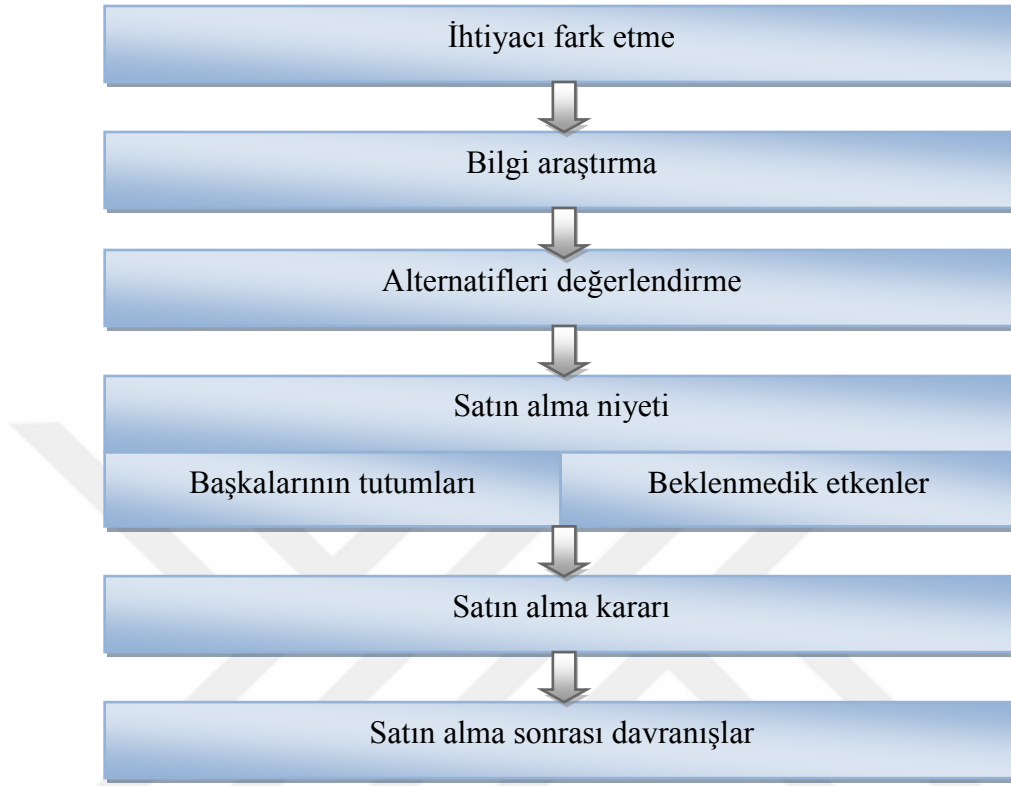 İhtiyacı fark etme
Bilgi araştırma
Alternatifleri değerlendirme
Satın alma niyeti
Başkalarının tutumları
Beklenmedik etkenler
Satın alma kararı
Satın alma sonrası davranışlar